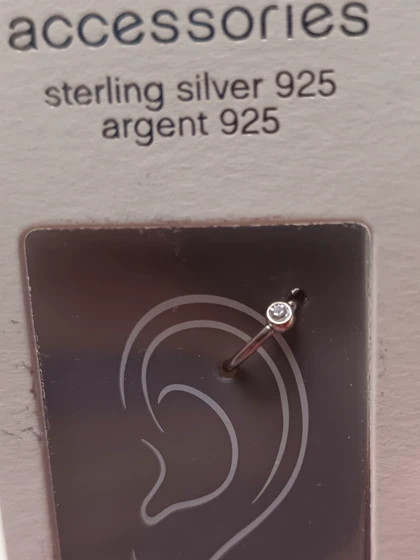 accessories
sterling silver 925
argent 925